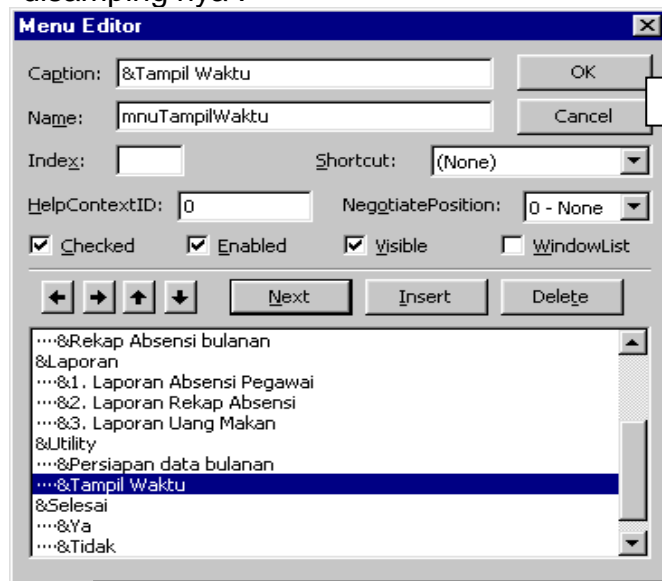 disamping nya :
Menu Editor
Caption: &Tampil Waktu OK
Name: mnuTampilWaktu Cancel
Index: Shortcut: (None)
HelpContextID: 0 NegotiatePosition: 0 - None
Checked Enabled Visible WindowList
Next Insert Delete
····&Rekap Absensi bulanan
&Laporan
····&1. Laporan Absensi Pegawai
····&2. Laporan Rekap Absensi
····&3. Laporan Uang Makan
&Utility
····&Persiapan data bulanan
····&Tampil Waktu
&Selesai
····&Ya
····&Tidak